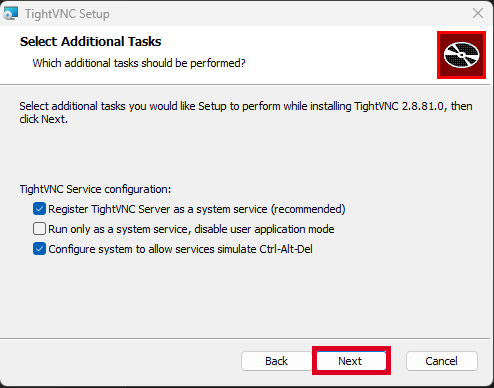 TightVNC Setup
Select Additional Tasks
Which additional tasks should be performed?
Select additional tasks you would like Setup to perform while installing TightVNC 2.8.81.0, then
click Next.
TightVNC Service configuration:
Register TightVNC Server as a system service (recommended)
Run only as a system service, disable user application mode
Configure system to allow services simulate Ctrl-Alt-Del
Back
Next
Cancel